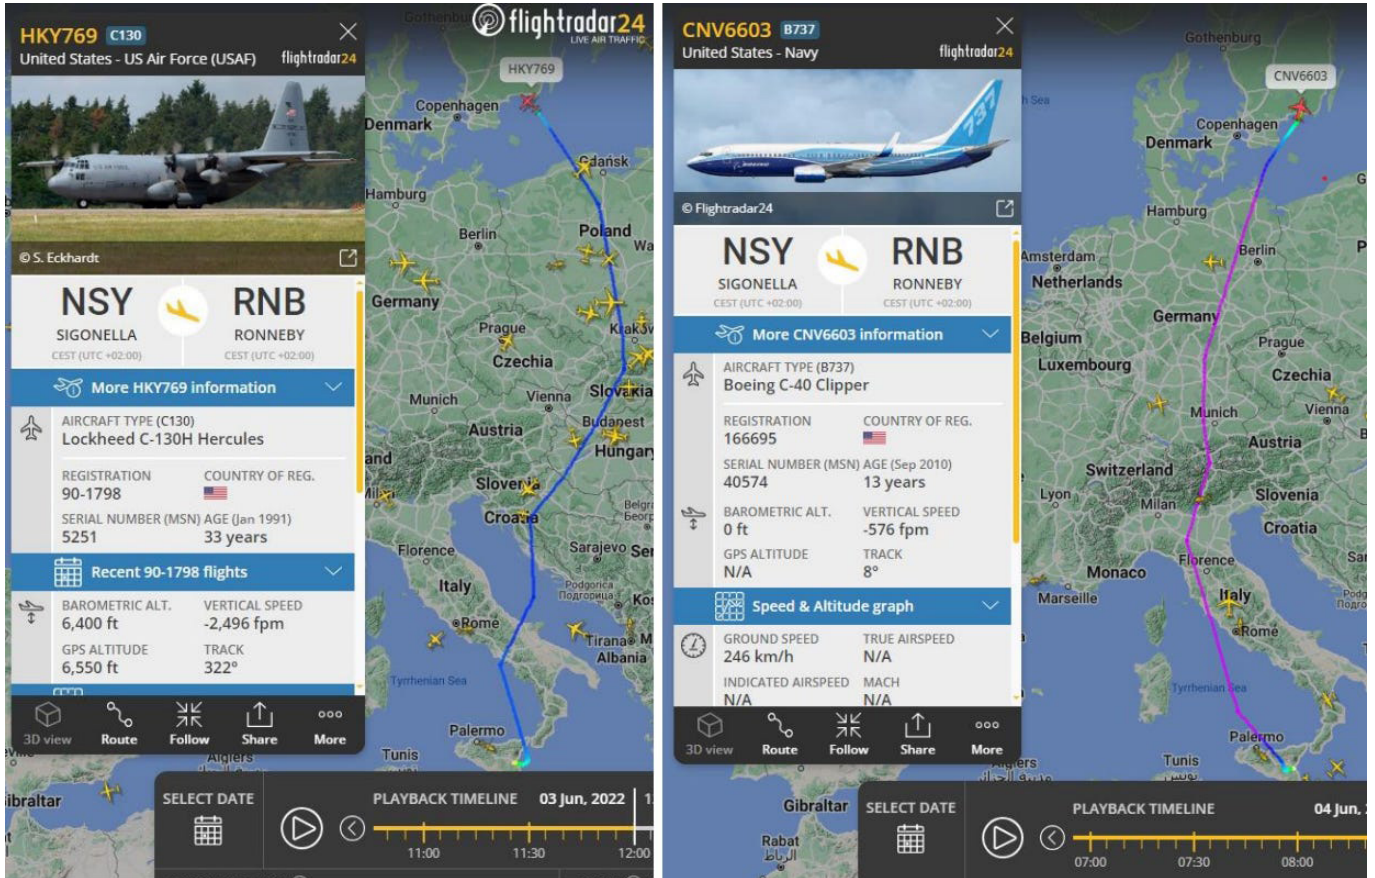 HKY769 C130
United States - US Air Force (USAF) flightradar24
© S. Eckhardt
NSY RNB
SIGONELLA RONNEBY
CEST (UTC +02:00) CEST (UTC +02:00)
More HKY769 information
AIRCRAFT TYPE (C130)
Lockheed C-130H Hercules
REGISTRATION COUNTRY OF REG.
90-1798
SERIAL NUMBER (MSN) AGE (Jan 1991)
5251 33 years
Recent 90-1798 flights
BAROMETRIC ALT. VERTICAL SPEED
6,400 ft -2,496 fpm
GPS ALTITUDE TRACK
6,550 ft 322°
3D view Route Follow Share More
flightradar24
LIVE AIR TRAFFIC
HKY769
Copenhagen
Denmark
Gdańsk
Hamburg
Berlin
Poland
Germany
Prague
Czechia
Munich
Vienna
Slovakia
Austria
Budapest
Hungary
Slovenia
Croatia
Florence
Sarajevo
Italy
Podgorica
Подгорица
Rome
Tirana
Albania
Tyrrhenian Sea
Palermo
Tunis
Algiers
SELECT DATE
PLAYBACK TIMELINE 03 Jun, 2022
11:00 11:30 12:00
CNV6603 B737
United States - Navy flightradar24
737
© Flightradar24
NSY RNB
SIGONELLA RONNEBY
CEST (UTC +02:00) CEST (UTC +02:00)
More CNV6603 information
AIRCRAFT TYPE (B737)
Boeing C-40 Clipper
REGISTRATION COUNTRY OF REG.
166695
SERIAL NUMBER (MSN) AGE (Sep 2010)
40574 13 years
BAROMETRIC ALT. VERTICAL SPEED
0 ft -576 fpm
GPS ALTITUDE TRACK
N/A 8°
Speed & Altitude graph
GROUND SPEED TRUE AIRSPEED
246 km/h N/A
INDICATED AIRSPEED MACH
N/A N/A
3D view Route Follow Share More
Gothenburg
CNV6603
Copenhagen
Denmark
Hamburg
Amsterdam
Berlin
Netherlands
Germany
Belgium
Prague
Luxembourg
Czechia
Munich
Vienna
Austria
Switzerland
Lyon
Milan
Slovenia
Croatia
Florence
Monaco
Marseille
Italy
Rome
Tyrrhenian Sea
Palermo
Tunis
تونس
Gibraltar
Rabat
الرباط
SELECT DATE
PLAYBACK TIMELINE 04 Jun,
07:00 07:30 08:00